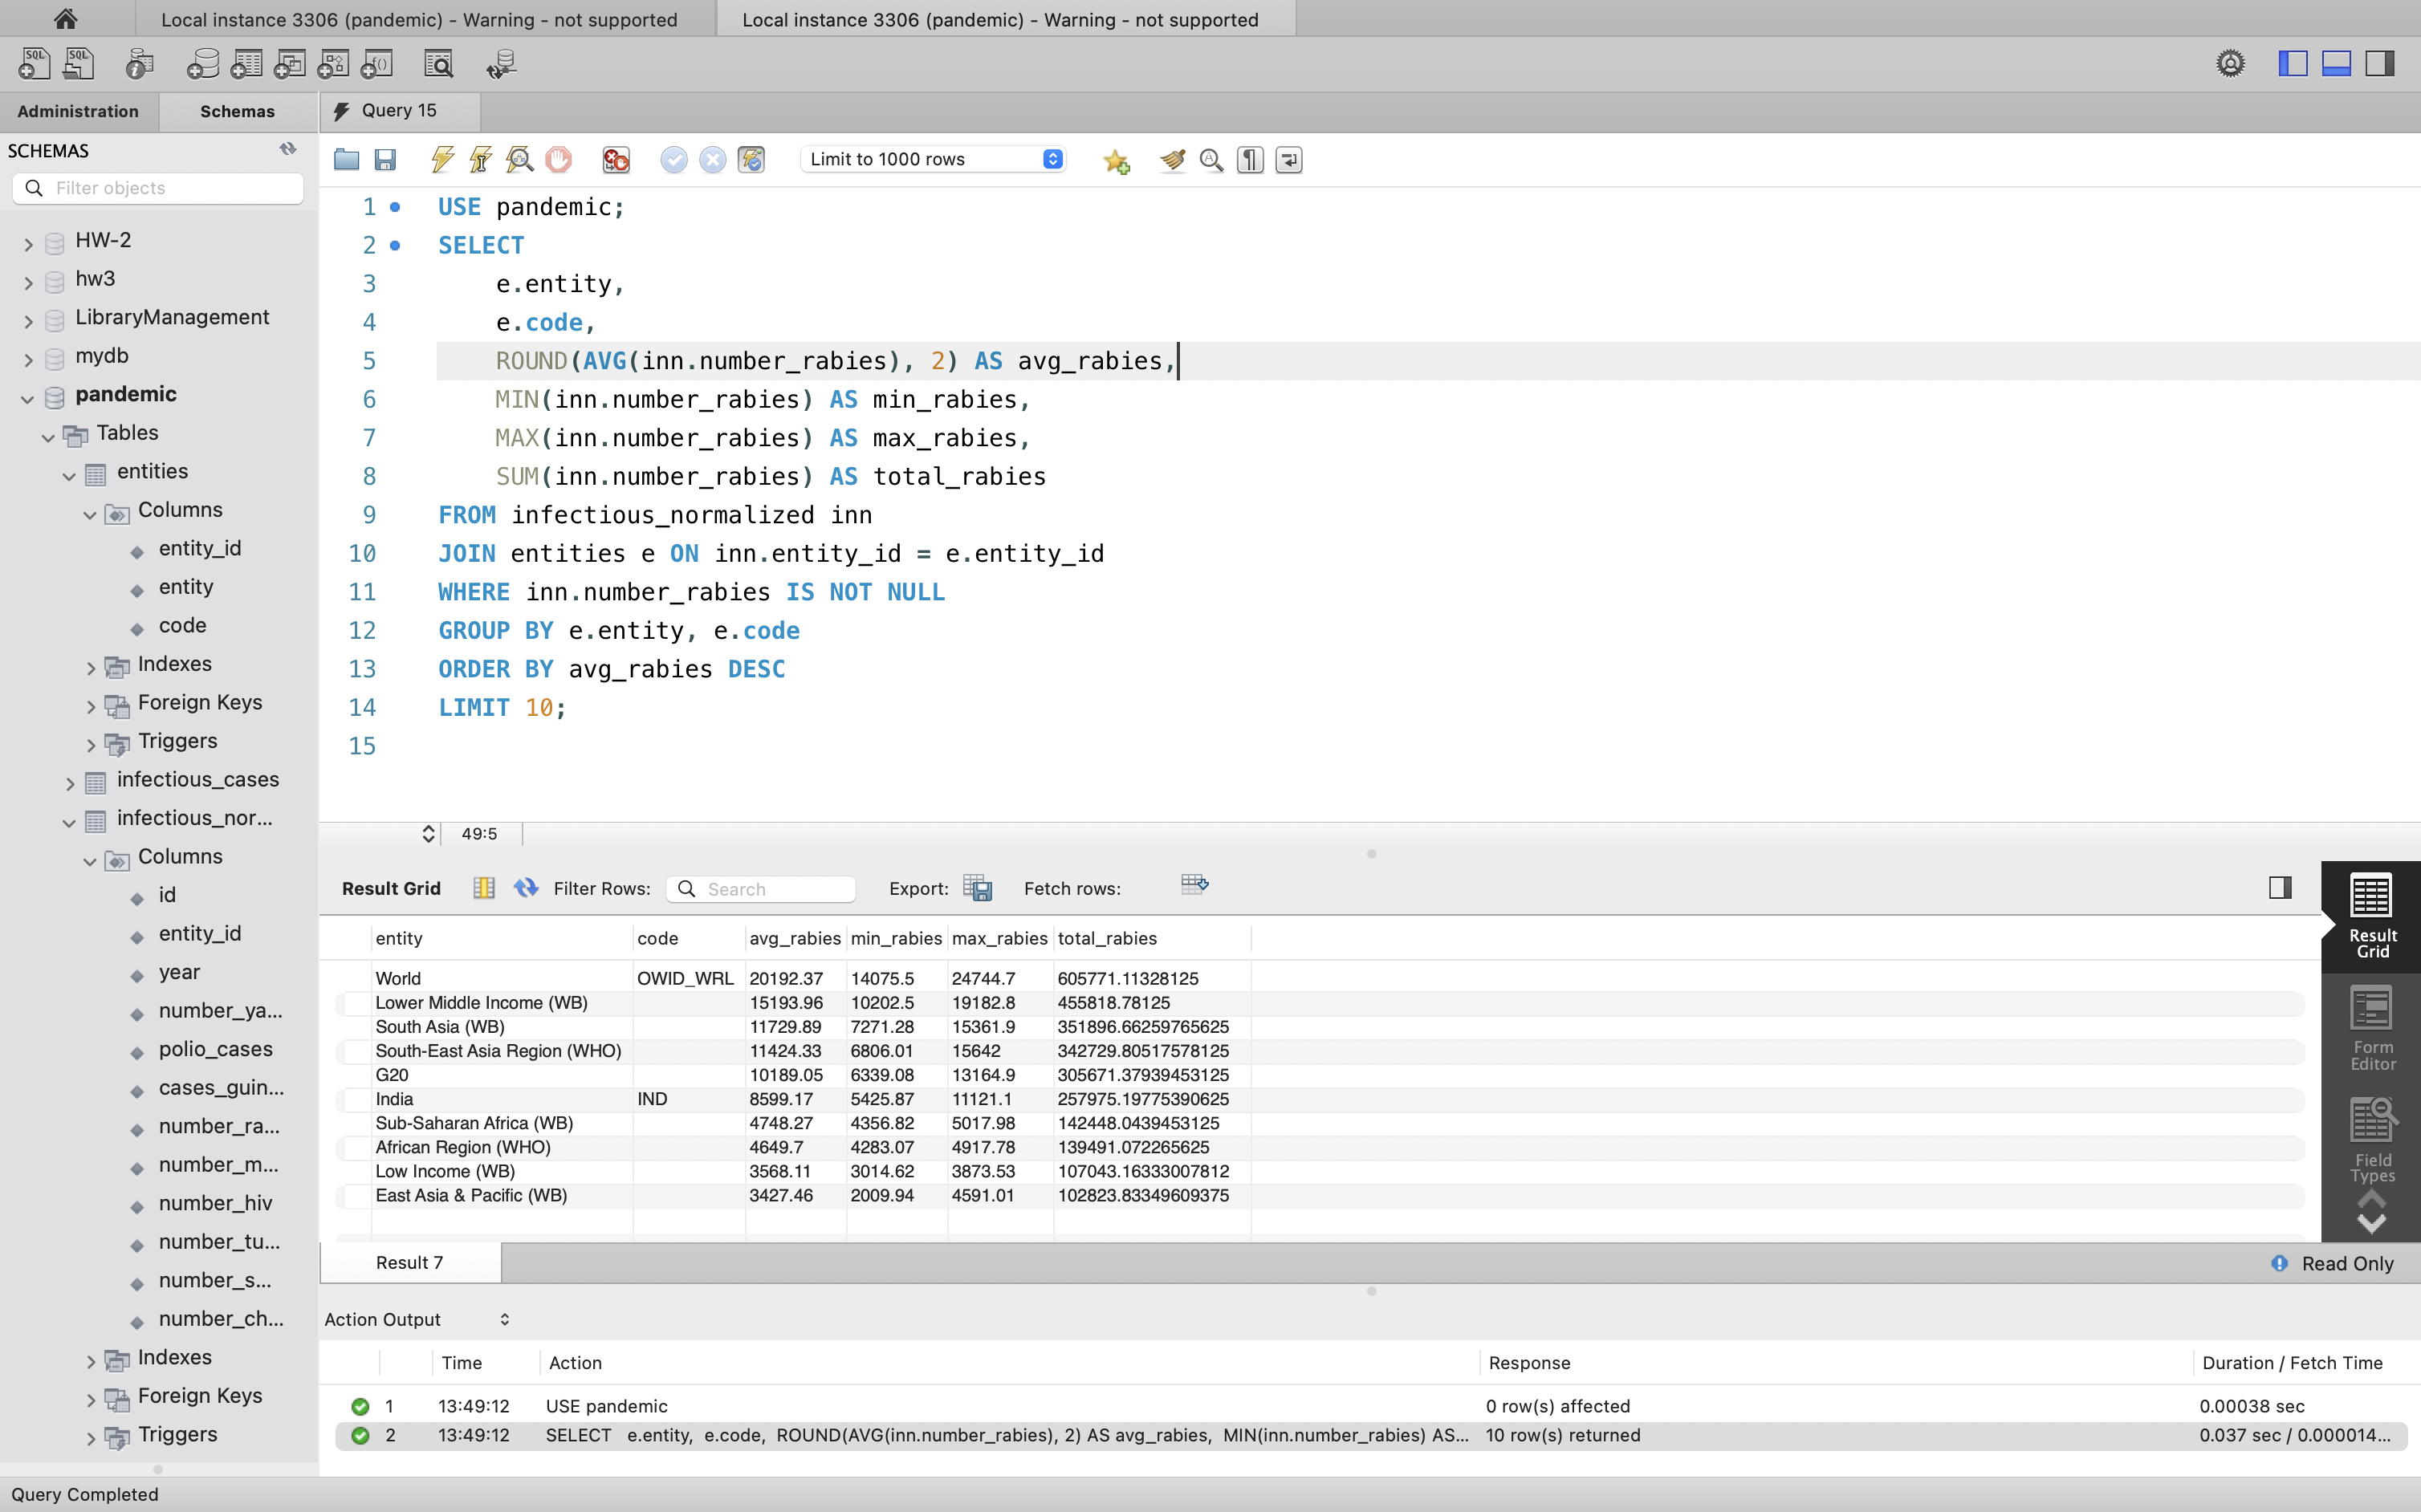 Local instance 3306 (pandemic) - Warning - not supported
Local instance 3306 (pandemic) - Warning - not supported
Administration
Schemas
Query 15
SCHEMAS
Filter objects
HW-2
hw3
LibraryManagement
mydb
pandemic
Tables
entities
Columns
entity_id
entity
code
Indexes
Foreign Keys
Triggers
infectious_cases
infectious_nor...
Columns
id
entity_id
year
number_ya...
polio_cases
cases_guin...
number_ra...
number_m...
number_hiv
number_tu...
number_s...
number_ch...
Indexes
Foreign Keys
Triggers
Limit to 1000 rows
1 USE pandemic;
2 SELECT
3 e.entity,
4 e.code,
5 ROUND(AVG(inn.number_rabies), 2) AS avg_rabies,
6 MIN(inn.number_rabies) AS min_rabies,
7 MAX(inn.number_rabies) AS max_rabies,
8 SUM(inn.number_rabies) AS total_rabies
9 FROM infectious_normalized inn
10 JOIN entities e ON inn.entity_id = e.entity_id
11 WHERE inn.number_rabies IS NOT NULL
12 GROUP BY e.entity, e.code
13 ORDER BY avg_rabies DESC
14 LIMIT 10;
15
49:5
Result Grid Filter Rows: Search Export: Fetch rows:
entity code avg_rabies min_rabies max_rabies total_rabies
World OWID_WRL 20192.37 14075.5 24744.7 605771.11328125
Lower Middle Income (WB) 15193.96 10202.5 19182.8 455818.78125
South Asia (WB) 11729.89 7271.28 15361.9 351896.66259765625
South-East Asia Region (WHO) 11424.33 6806.01 15642 342729.80517578125
G20 10189.05 6339.08 13164.9 305671.37939453125
India IND 8599.17 5425.87 11121.1 257975.19775390625
Sub-Saharan Africa (WB) 4748.27 4356.82 5017.98 142448.0439453125
African Region (WHO) 4649.7 4283.07 4917.78 139491.072265625
Low Income (WB) 3568.11 3014.62 3873.53 107043.16333007812
East Asia & Pacific (WB) 3427.46 2009.94 4591.01 102823.83349609375
Result
Grid
Form
Editor
Field
Types
Result 7
Read Only
Action Output
Time Action Response Duration / Fetch Time
1 13:49:12 USE pandemic 0 row(s) affected 0.00038 sec
2 13:49:12 SELECT e.entity, e.code, ROUND(AVG(inn.number_rabies), 2) AS avg_rabies, MIN(inn.number_rabies) AS... 10 row(s) returned 0.037 sec / 0.000014...
Query Completed